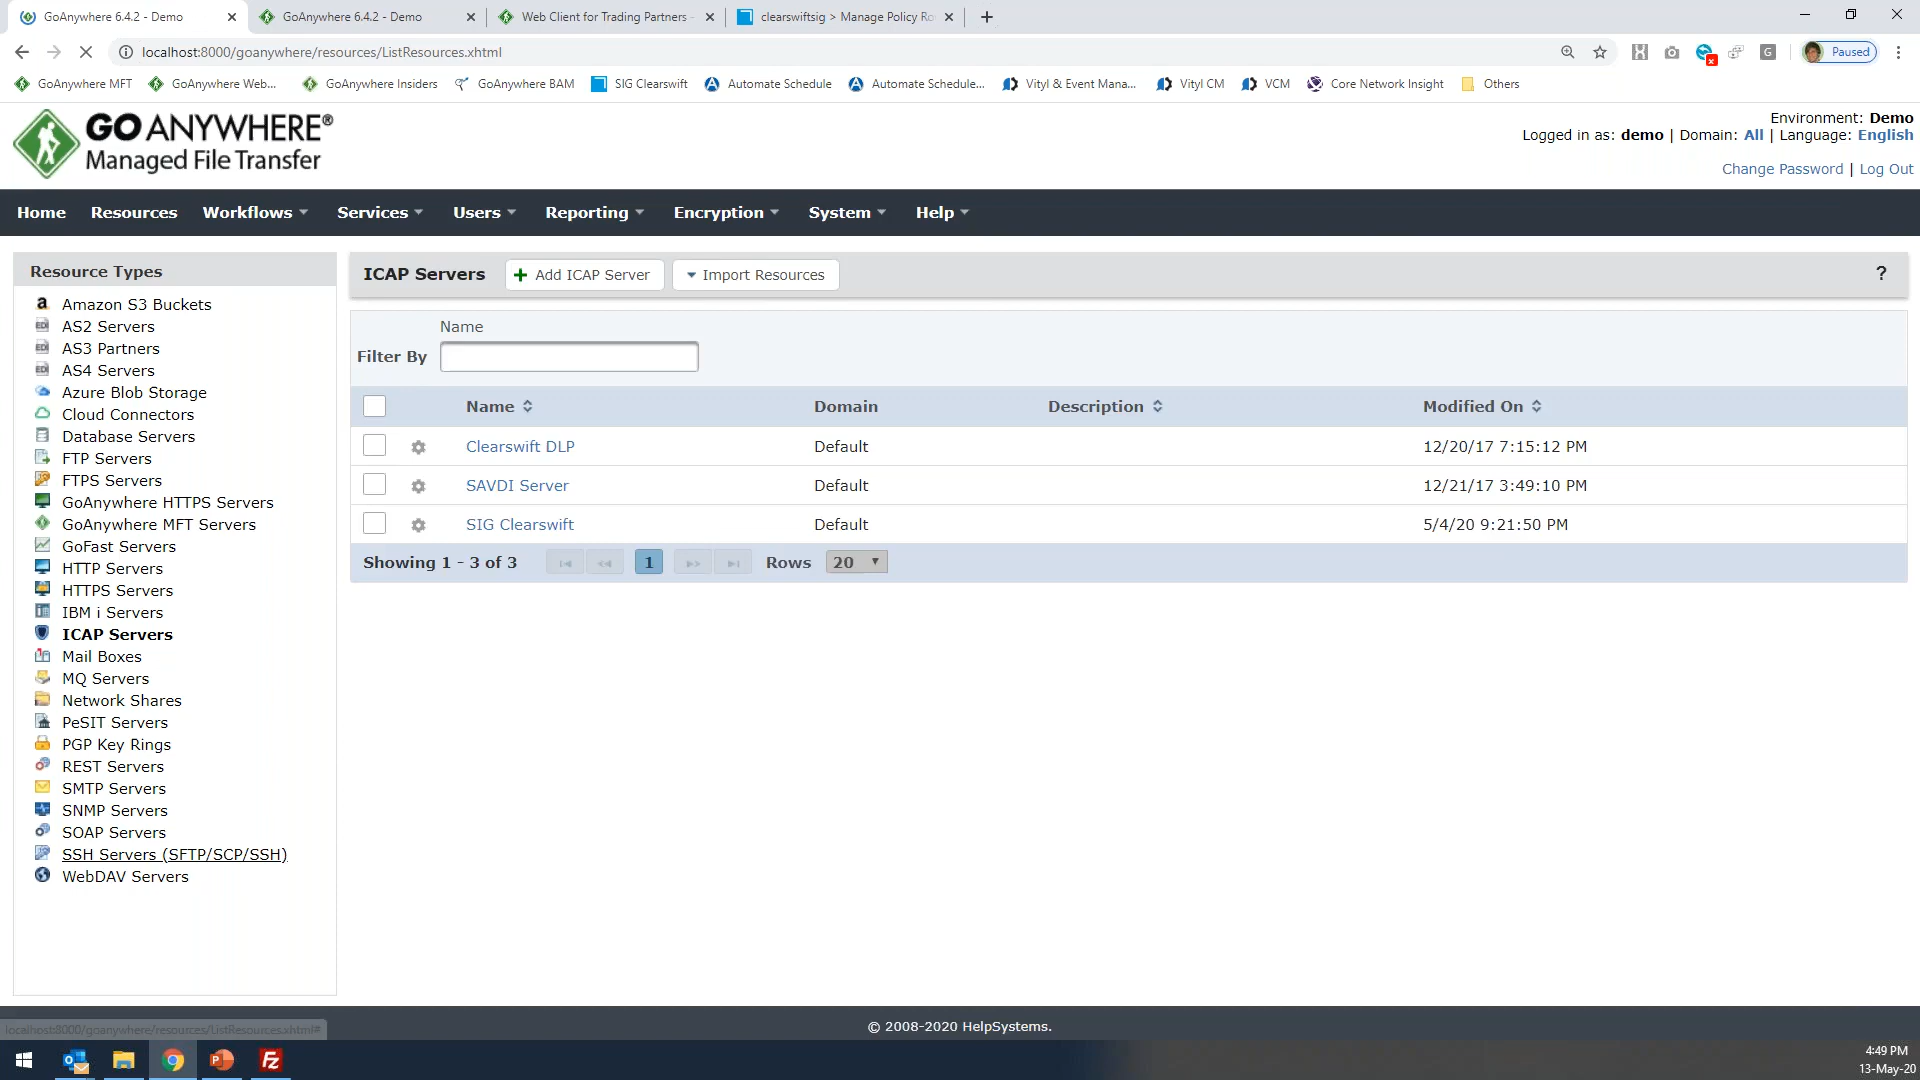 GoAnywhere 6.4.2 - Demo
GoAnywhere 6.4.2 - Demo
Web Client for Trading Partners -
clearswiftsig > Manage Policy Ro
localhost:8000/goanywhere/resources/ListResources.xhtml
Paused
GoAnywhere MFT
GoAnywhere Web...
GoAnywhere Insiders
GoAnywhere BAM
SIG Clearswift
Automate Schedule
Automate Schedule...
Vityl & Event Mana...
Vityl CM
VCM
Core Network Insight
Others
GO ANYWHERE®
Managed File Transfer
Environment: Demo
Logged in as: demo | Domain: All | Language: English
Change Password | Log Out
Home Resources Workflows Services Users Reporting Encryption System Help
Resource Types
Amazon S3 Buckets
AS2 Servers
AS3 Partners
AS4 Servers
Azure Blob Storage
Cloud Connectors
Database Servers
FTP Servers
FTPS Servers
GoAnywhere HTTPS Servers
GoAnywhere MFT Servers
GoFast Servers
HTTP Servers
HTTPS Servers
IBM i Servers
ICAP Servers
Mail Boxes
MQ Servers
Network Shares
PeSIT Servers
PGP Key Rings
REST Servers
SMTP Servers
SNMP Servers
SOAP Servers
SSH Servers (SFTP/SCP/SSH)
WebDAV Servers
ICAP Servers
Add ICAP Server
Import Resources
?
Name
Filter By
Name Domain Description Modified On
Clearswift DLP Default 12/20/17 7:15:12 PM
SAVDI Server Default 12/21/17 3:49:10 PM
SIG Clearswift Default 5/4/20 9:21:50 PM
Showing 1 - 3 of 3 1 Rows 20
localhost:8000/goanywhere/resources/ListResources.xhtml#
© 2008-2020 HelpSystems.
4:49 PM
13-May-20